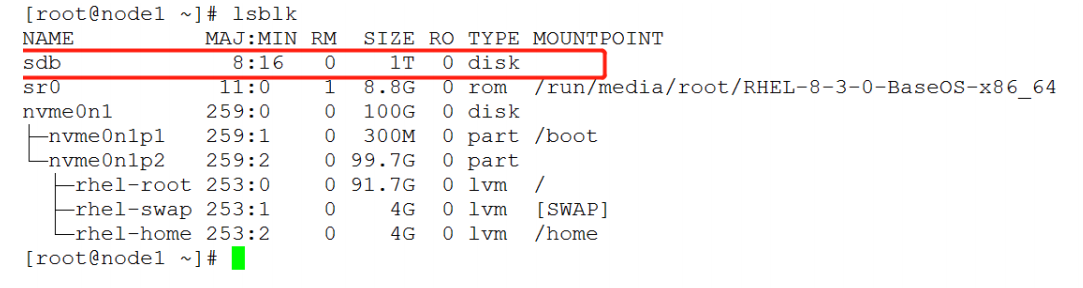 [root@node1 ~]# lsblk
NAME          MAJ:MIN RM  SIZE RO TYPE MOUNTPOINT
sdb             8:16   0    1T  0 disk
sr0            11:0    1  8.8G  0 rom  /run/media/root/RHEL-8-3-0-BaseOS-x86_64
nvme0n1       259:0    0  100G  0 disk
├─nvme0n1p1   259:1    0  300M  0 part /boot
└─nvme0n1p2   259:2    0 99.7G  0 part
  ├─rhel-root 253:0    0 91.7G  0 lvm  /
  ├─rhel-swap 253:1    0    4G  0 lvm  [SWAP]
  └─rhel-home 253:2    0    4G  0 lvm  /home
[root@node1 ~]#